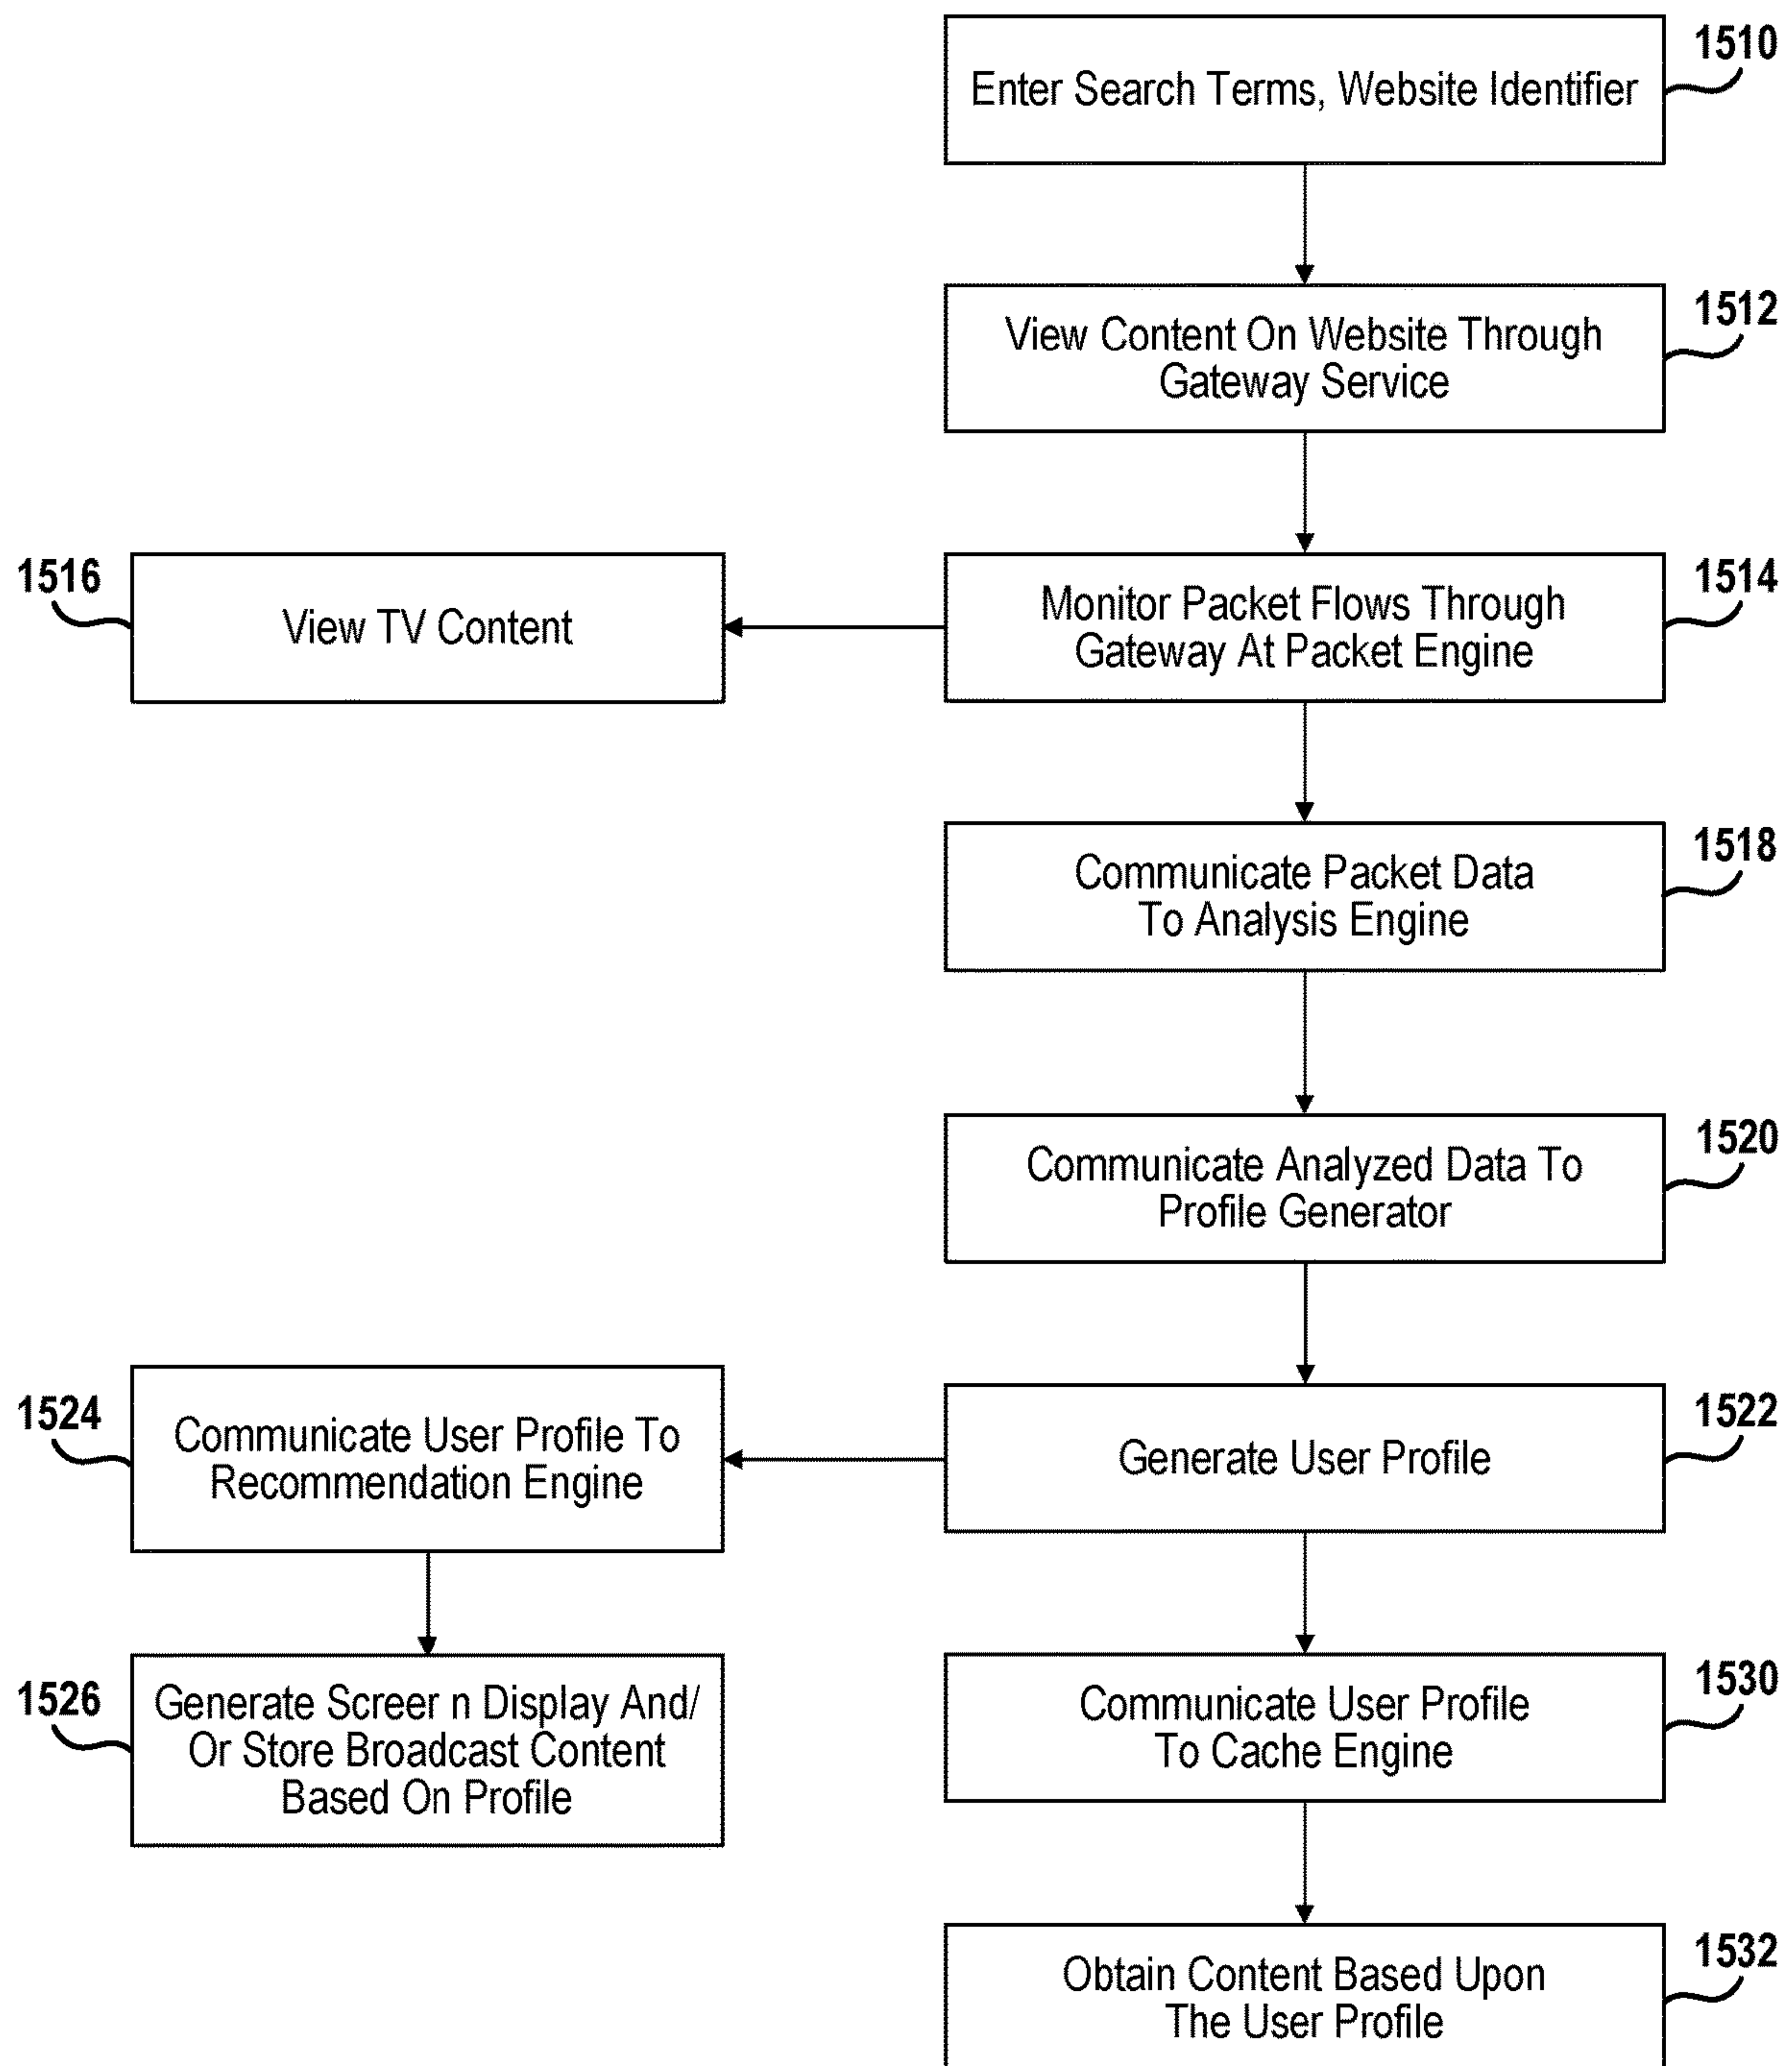 1510
Enter Search Terms, Website Identifier
1512
View Content On Website Through
Gateway Service
1516
View TV Content
1514
Monitor Packet Flows Through
Gateway At Packet Engine
1518
Communicate Packet Data
To Analysis Engine
1520
Communicate Analyzed Data To
Profile Generator
1524
Communicate User Profile To
Recommendation Engine
1522
Generate User Profile
1526
Generate Screer n Display And/
Or Store Broadcast Content
Based On Profile
1530
Communicate User Profile
To Cache Engine
1532
Obtain Content Based Upon
The User Profile